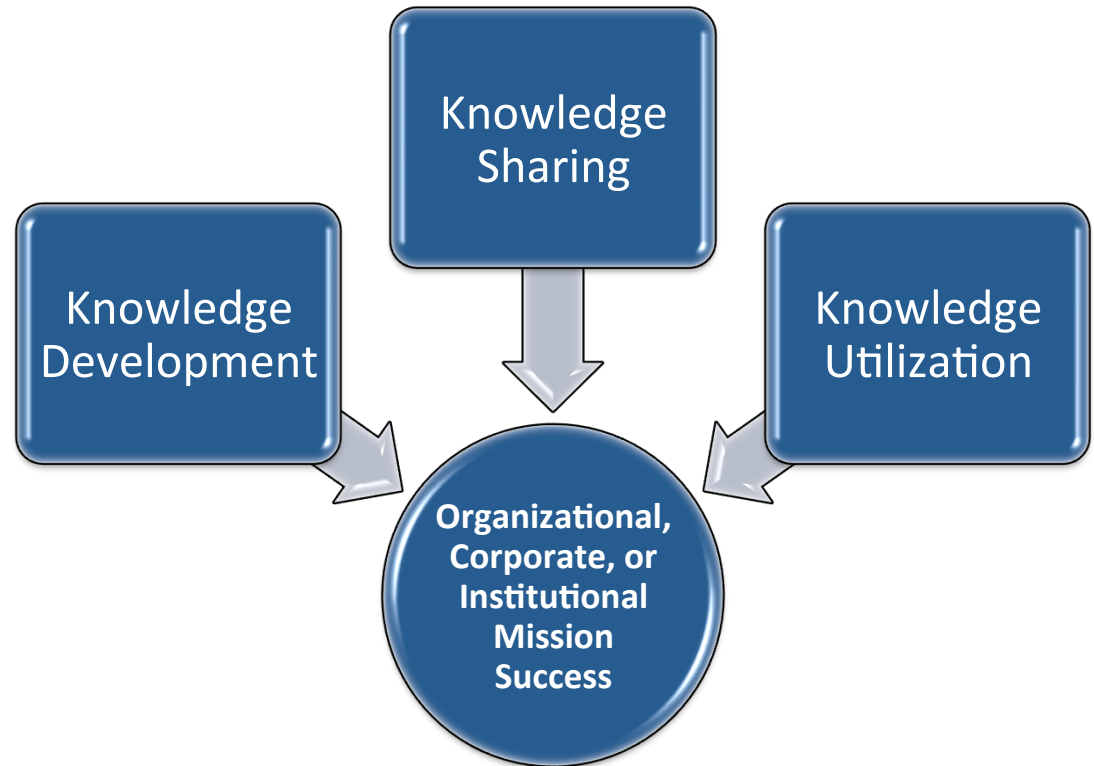 Knowledge
Sharing
Knowledge
Development
Knowledge
Utilization
Organizational,
Corporate, or
Institutional
Mission
Success